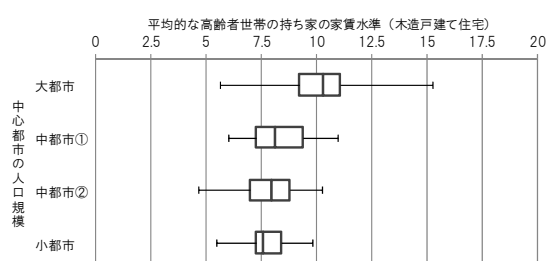 平均的な高齢者世帯の持ち家の家賃水準（木造戸建て住宅）
0 2.5 5 7.5 10 12.5 15 17.5 20
中心都市の人口規模
大都市
中都市①
中都市②
小都市